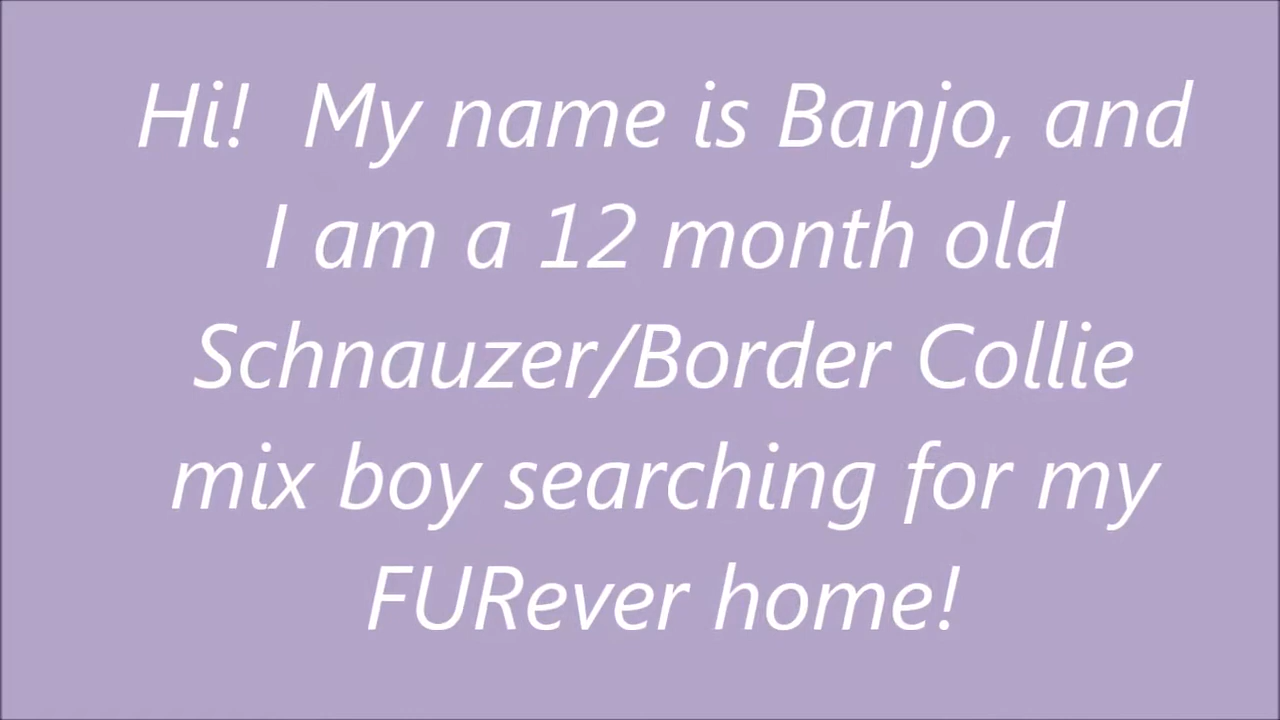 Hi!  My name is Banjo, and
I am a 12 month old
Schnauzer/Border Collie
mix boy searching for my
FURever home!